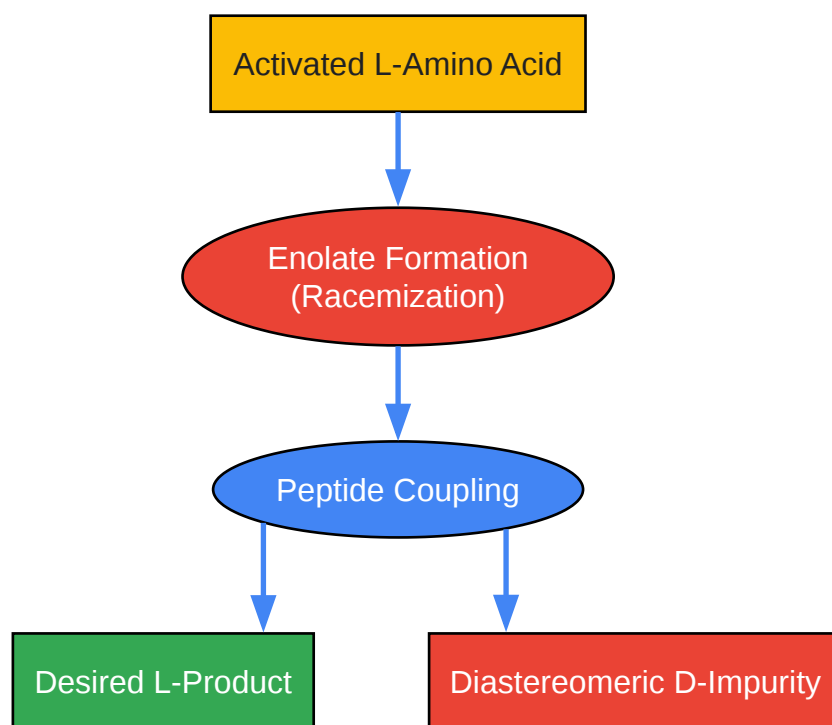 Activated L-Amino Acid
Enolate Formation
(Racemization)
Peptide Coupling
Desired L-Product
Diastereomeric D-Impurity